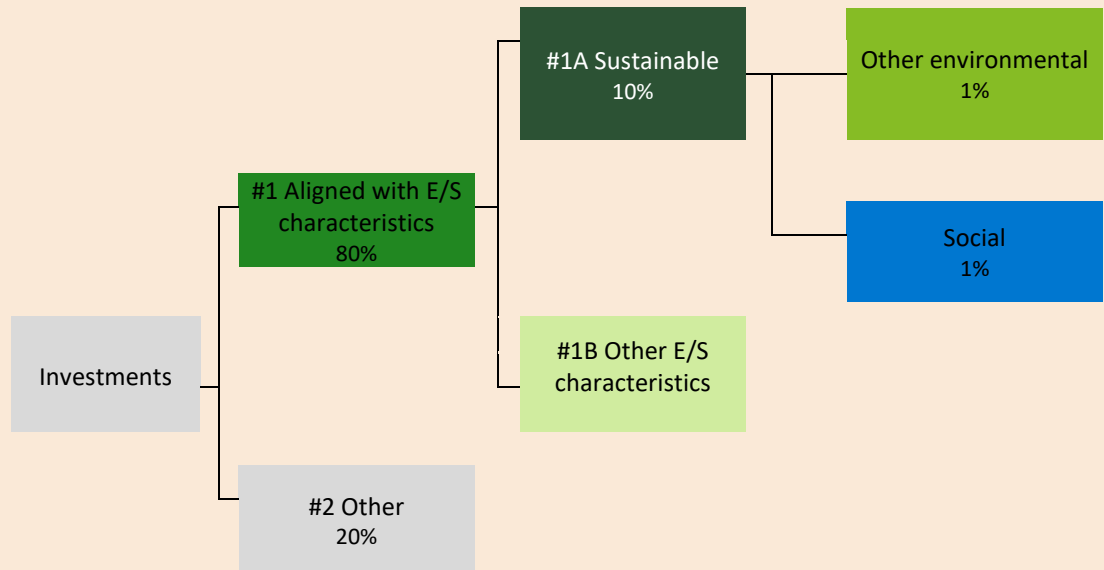 Investments
#1 Aligned with E/S
characteristics
80%
#2 Other
20%
#1A Sustainable
10%
#1B Other E/S
characteristics
Other environmental
1%
Social
1%